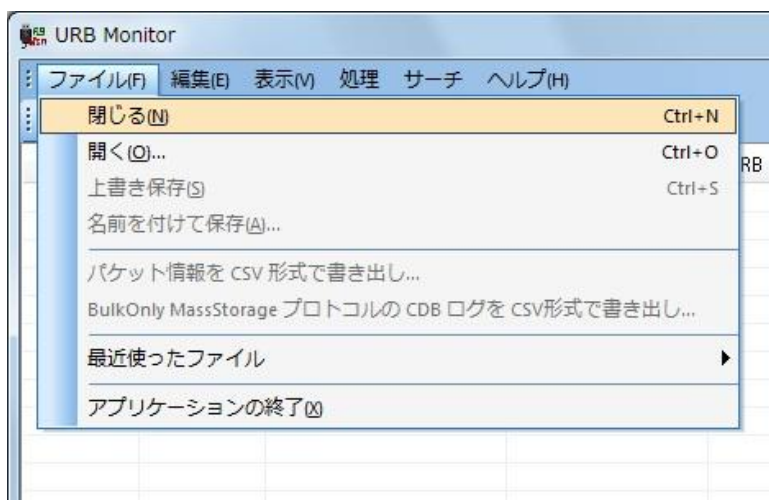 URB Monitor
ファイル(F) 編集(E) 表示(V) 処理 サーチ ヘルプ(H)
閉じる(N) Ctrl+N
開く(O)... Ctrl+O
RB
上書き保存(S) Ctrl+S
名前を付けて保存(A)...
パケット情報を CSV 形式で書き出し...
BulkOnly MassStorage プロトコルの CDB ログを CSV形式で書き出し...
最近使ったファイル
アプリケーションの終了(X)